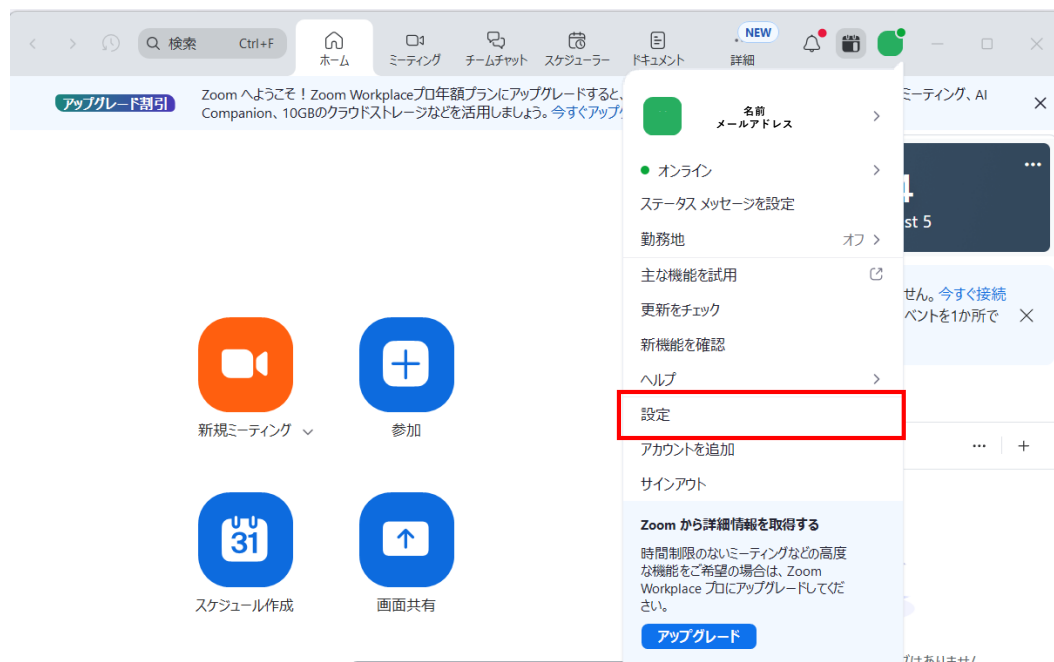 検索 Ctrl+F
ホーム
ミーティング
チームチャット
スケジューラー
ドキュメント
NEW
詳細
アップグレード割引
Zoom へようこそ！Zoom Workplaceプロ年額プランにアップグレードすると、
ミーティング、AI
Companion、10GBのクラウドストレージなどを活用しましょう。今すぐアップ
名前
メールアドレス
オンライン
ステータス メッセージを設定
勤務地 オフ
主な機能を試用
更新をチェック
新機能を確認
ヘルプ
設定
アカウントを追加
サインアウト
Zoom から詳細情報を取得する
時間制限のないミーティングなどの高度
な機能をご希望の場合は、Zoom
Workplace プロにアップグレードしてくだ
さい。
アップグレード
新規ミーティング
参加
31
スケジュール作成
画面共有
4
st 5
せん。今すぐ接続
ベントを1か所で